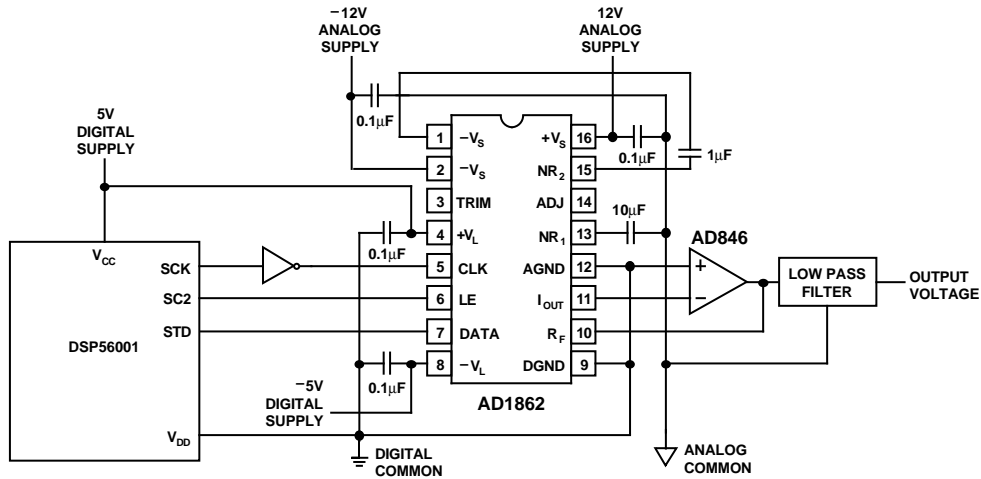 −12V
ANALOG
SUPPLY
12V
ANALOG
SUPPLY
5V
DIGITAL
SUPPLY
0.1μF
0.1μF
1μF
1
−VS
+VS
16
2
−VS
NR2
15
3
TRIM
ADJ
14
10μF
4
+VL
NR1
13
0.1μF
5
CLK
AGND
12
6
LE
IOUT
11
7
DATA
RF
10
8
−VL
DGND
9
0.1μF
AD1862
VCC
SCK
SC2
STD
DSP56001
VDD
−5V
DIGITAL
SUPPLY
DIGITAL
COMMON
AD846
+
−
LOW PASS
FILTER
OUTPUT
VOLTAGE
ANALOG
COMMON